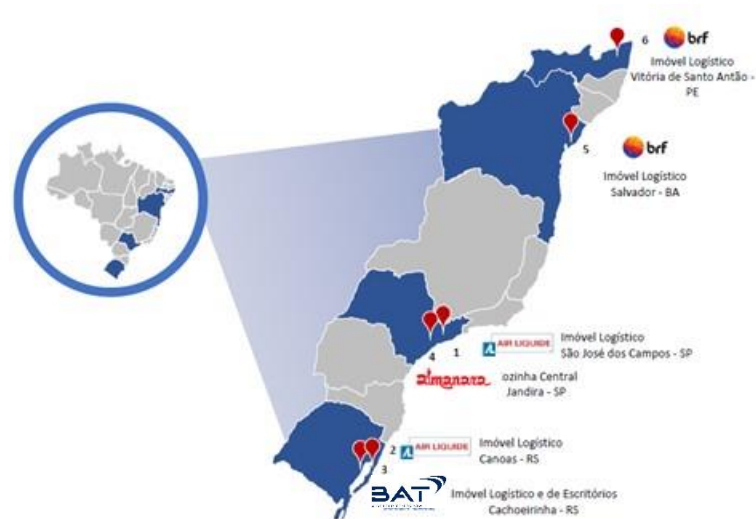 6 brf
Imóvel Logístico
Vitória de Santo Antão -
PE
5 brf
Imóvel Logístico
Salvador - BA
4 1 AIR LIQUIDE Imóvel Logístico
São José dos Campos - SP
almanara ozinha Central
Jandira - SP
2 AIR LIQUIDE Imóvel Logístico
3 Canoas - RS
BAT Imóvel Logístico e de Escritórios
Cachoeirinha - RS